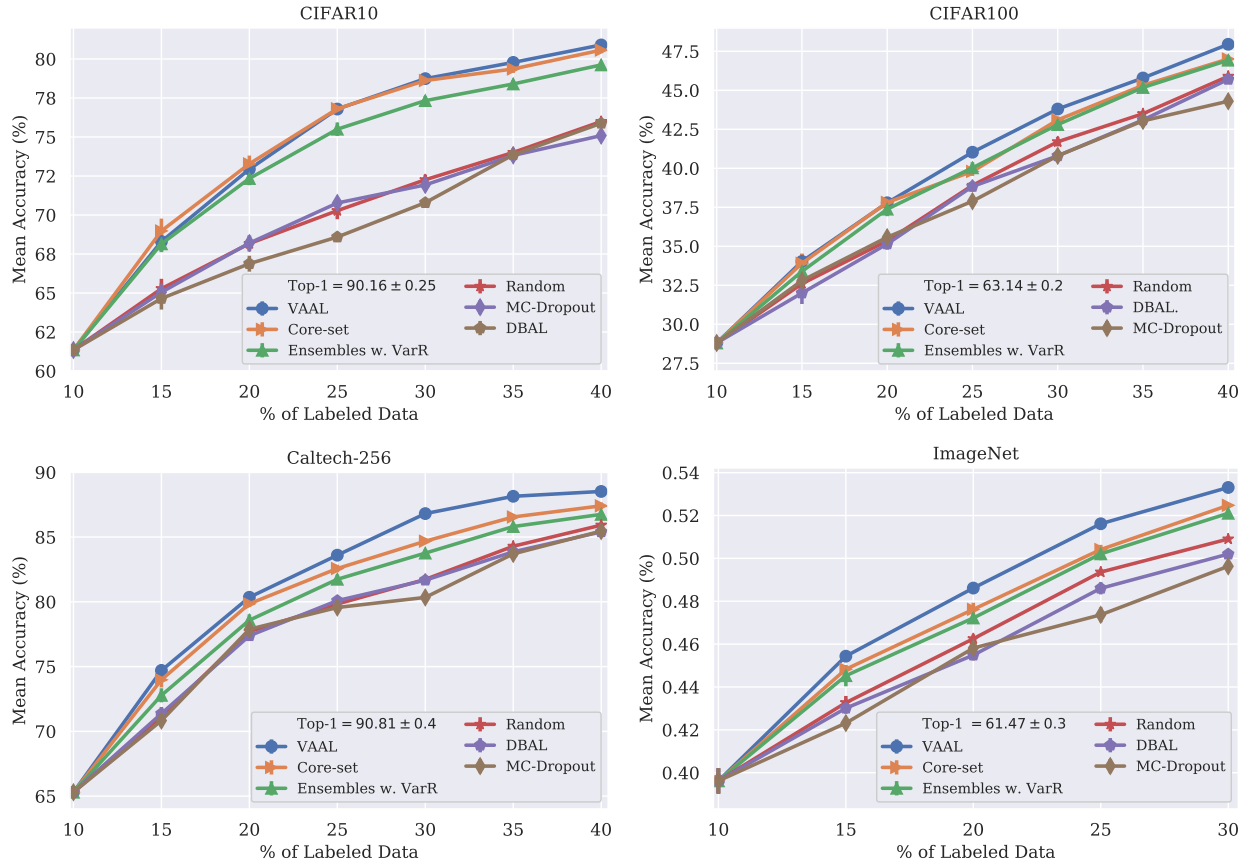 CIFAR10
Mean Accuracy (%)
80
78
75
72
70
68
65
62
60
Top-1 = 90.16 ± 0.25
VAAL
Core-set
Ensembles w. VarR
Random
MC-Dropout
DBAL
10 15 20 25 30 35 40
% of Labeled Data
CIFAR100
Mean Accuracy (%)
47.5
45.0
42.5
40.0
37.5
35.0
32.5
30.0
27.5
Top-1 = 63.14 ± 0.2
VAAL
Core-set
Ensembles w. VarR
Random
DBAL.
MC-Dropout
10 15 20 25 30 35 40
% of Labeled Data
Caltech-256
Mean Accuracy (%)
90
85
80
75
70
65
Top-1 = 90.81 ± 0.4
VAAL
Core-set
Ensembles w. VarR
Random
DBAL
MC-Dropout
10 15 20 25 30 35 40
% of Labeled Data
ImageNet
Mean Accuracy (%)
0.54
0.52
0.50
0.48
0.46
0.44
0.42
0.40
Top-1 = 61.47 ± 0.3
VAAL
Core-set
Ensembles w. VarR
Random
DBAL
MC-Dropout
10 15 20 25 30
% of Labeled Data